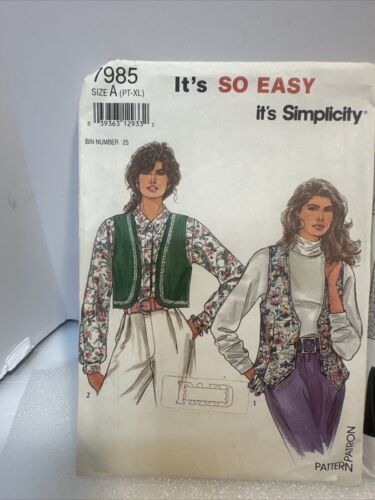 7985
SIZE A (PT-XL)
It's SO EASY
it's Simplicity®
0 39363 12933 2
BIN NUMBER 25
2
1
PATTERN
PATRON